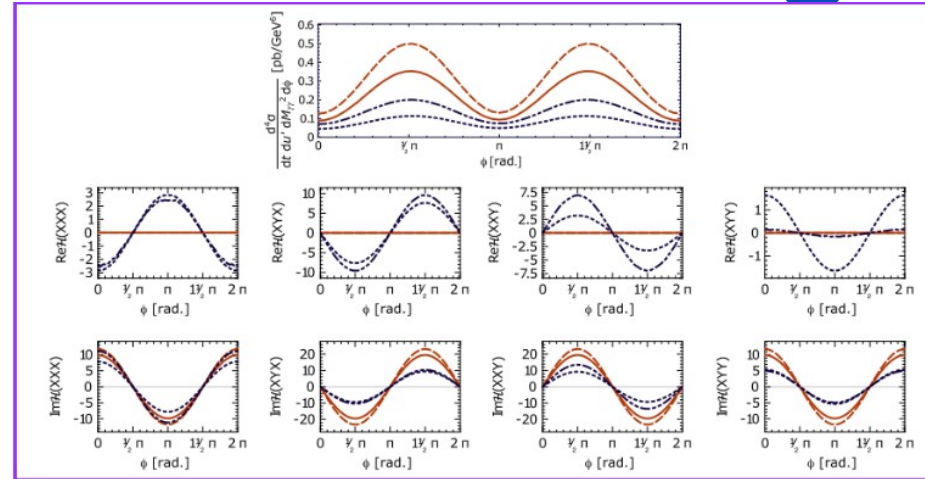 d⁴σ / dt du' dM²γγ dϕ [pb/GeV⁶]
0.6
0.5
0.4
0.3
0.2
0.1
0
0 ½ π π 1½ π 2 π
ϕ [rad.]
ReH(XXX)
3
2
1
0
-1
-2
-3
0 ½ π π 1½ π 2 π
ϕ [rad.]
ReH(XYX)
10
5
0
-5
-10
0 ½ π π 1½ π 2 π
ϕ [rad.]
ReH(XXY)
7.5
5
2.5
0
-2.5
-5
-7.5
0 ½ π π 1½ π 2 π
ϕ [rad.]
ReH(XYY)
1
0
-1
0 ½ π π 1½ π 2 π
ϕ [rad.]
ImH(XXX)
10
5
0
-5
-10
0 ½ π π 1½ π 2 π
ϕ [rad.]
ImH(XYX)
20
10
0
-10
-20
0 ½ π π 1½ π 2 π
ϕ [rad.]
ImH(XXY)
20
10
0
-10
-20
0 ½ π π 1½ π 2 π
ϕ [rad.]
ImH(XYY)
10
5
0
-5
-10
0 ½ π π 1½ π 2 π
ϕ [rad.]